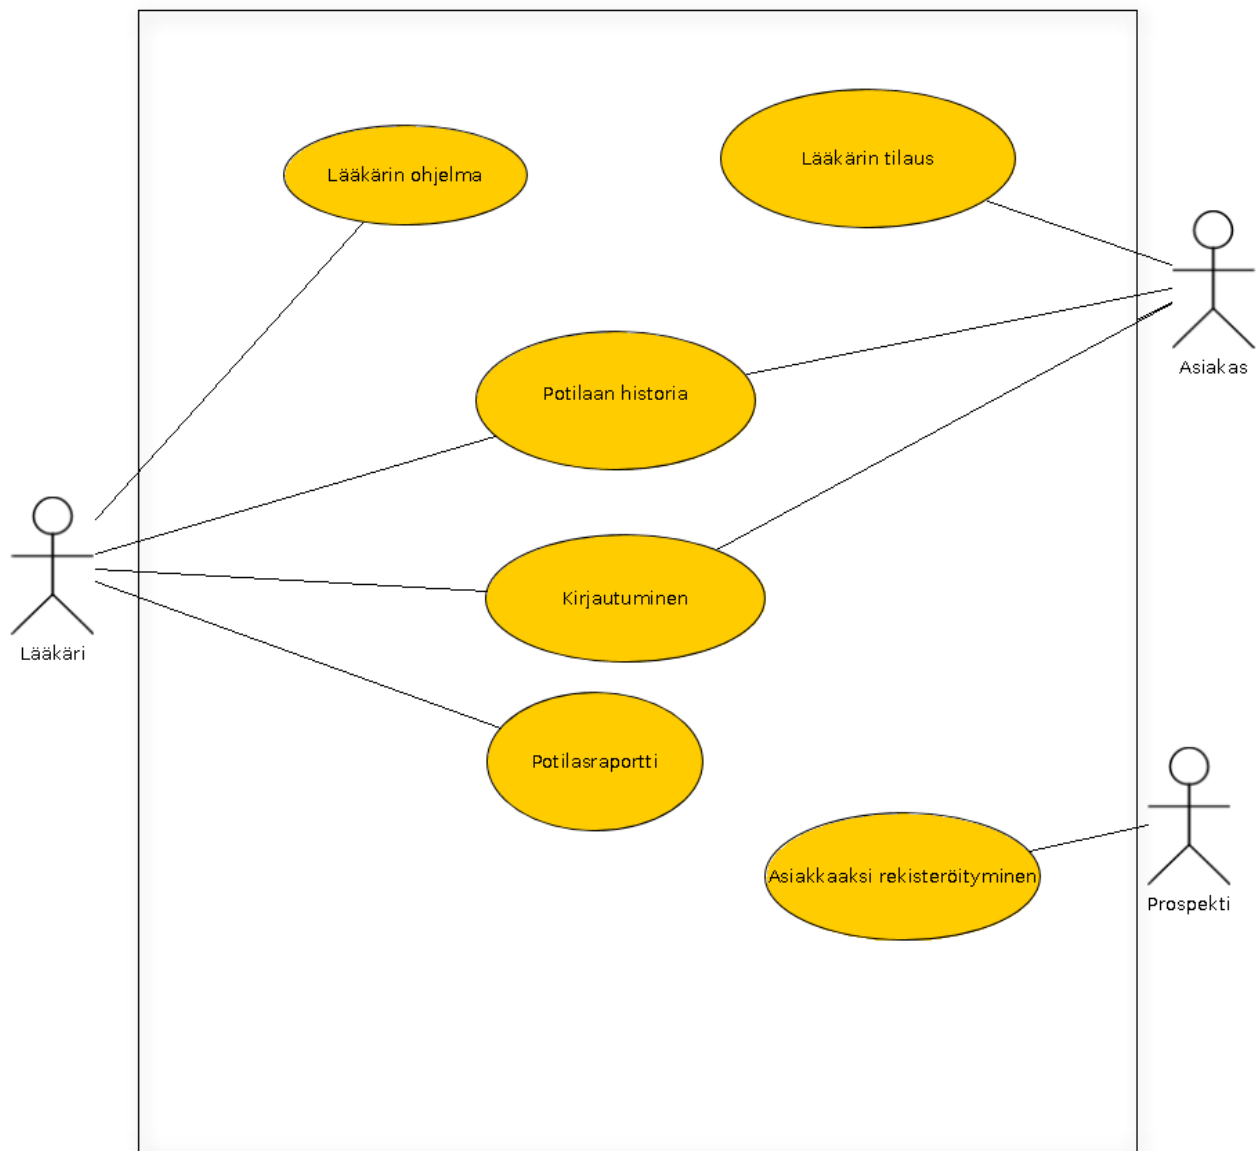 Lääkärin tilaus
Lääkärin ohjelma
Asiakas
Potilaan historia
Kirjautuminen
Lääkäri
Potilasraportti
Asiakkaaksi rekisteröityminen
Prospekti